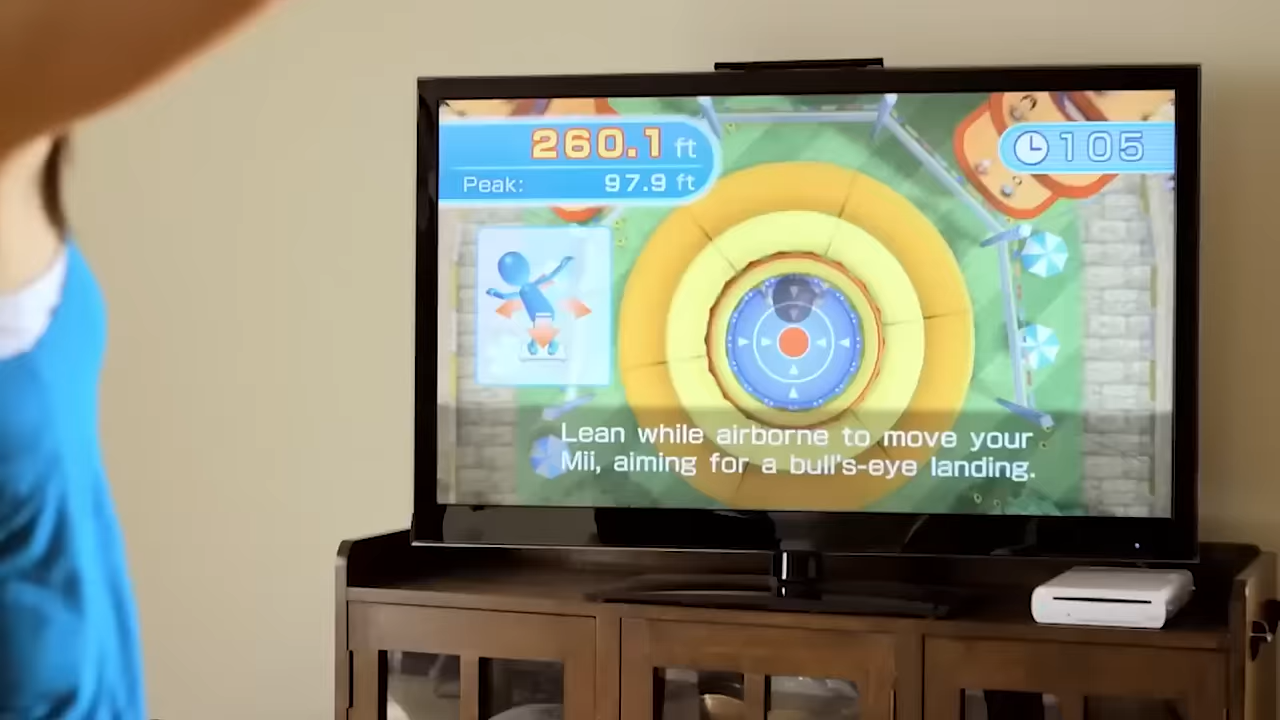 260.1 ft
Peak: 97.9 ft
105
Lean while airborne to move your
Mii, aiming for a bull's-eye landing.